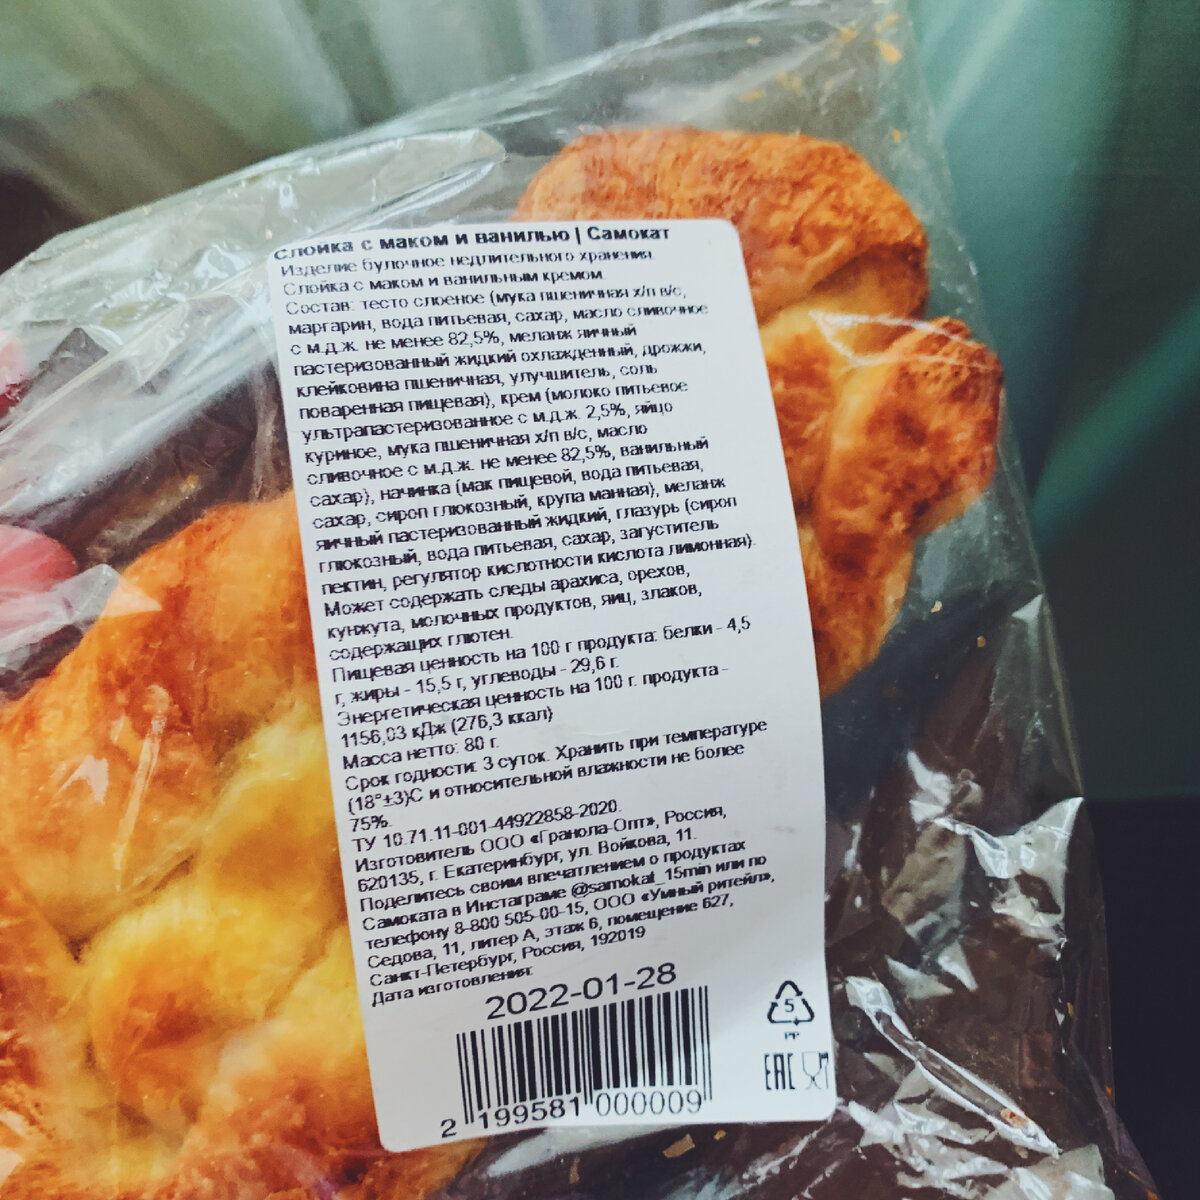 Слойка с маком и ванилью | Самокат
Изделие булочное недлительного хранения.
Слойка с маком и ванильным кремом.
Состав: тесто слоеное (мука пшеничная х/п в/с,
маргарин, вода питьевая, сахар, масло сливочное
с м.д.ж. не менее 82,5%, меланж яичный
пастеризованный жидкий охлажденный, дрожжи,
клейковина пшеничная, улучшитель, соль
поваренная пищевая), крем (молоко питьевое
ультрапастеризованное с м.д.ж. 2,5%, яйцо
куриное, мука пшеничная х/п в/с, масло
сливочное с м.д.ж. не менее 82,5%, ванильный
сахар), начинка (мак пищевой, вода питьевая,
сахар, сироп глюкозный, крупа манная), меланж
яичный пастеризованный жидкий, глазурь (сироп
глюкозный, вода питьевая, сахар, загуститель
пектин, регулятор кислотности кислота лимонная).
Может содержать следы арахиса, орехов,
кунжута, молочных продуктов, яиц, злаков,
содержащих глютен.
Пищевая ценность на 100 г продукта: белки - 4,5
г, жиры - 15,5 г, углеводы - 29,6 г.
Энергетическая ценность на 100 г. продукта -
1156,03 кДж (276,3 ккал)
Масса нетто: 80 г.
Срок годности: 3 суток. Хранить при температуре
(18°±3)С и относительной влажности не более
75%.
ТУ 10.71.11-001-44922858-2020.
Изготовитель ООО «Гранола-Опт», Россия,
620135, г. Екатеринбург, ул. Войкова, 11.
Поделитесь своим впечатлением о продуктах
Самоката в Инстаграме @samokat_15min или по
телефону 8-800 505-00-15, ООО «Умный ритейл»,
Седова, 11, литер А, этаж 6, помещение 627,
Санкт-Петербург, Россия, 192019
Дата изготовления:
2022-01-28
5
PP
EAC
2 199581 000009